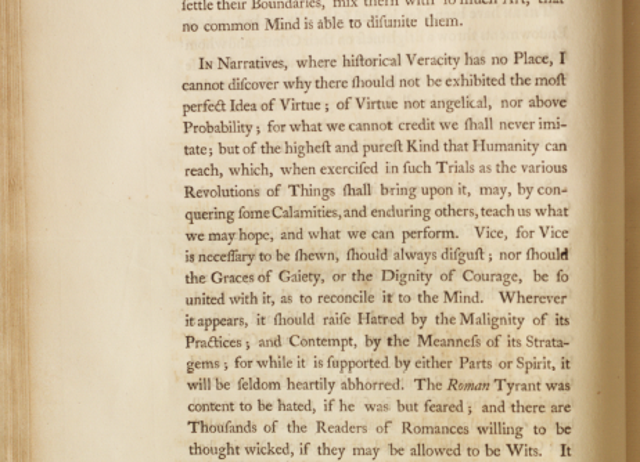 ſettle their Boundaries, mix them with ſo much Art, that
no common Mind is able to diſunite them.
In Narratives, where hiſtorical Veracity has no Place, I
cannot diſcover why there ſhould not be exhibited the moſt
perfect Idea of Virtue ; of Virtue not angelical, nor above
Probability ; for what we cannot credit we ſhall never imi-
tate ; but of the higheſt and pureſt Kind that Humanity can
reach, which, when exerciſed in ſuch Trials as the various
Revolutions of Things ſhall bring upon it, may, by con-
quering ſome Calamities, and enduring others, teach us what
we may hope, and what we can perform. Vice, for Vice
is neceſſary to be ſhewn, ſhould always diſguſt ; nor ſhould
the Graces of Gaiety, or the Dignity of Courage, be ſo
united with it, as to reconcile it to the Mind. Wherever
it appears, it ſhould raiſe Hatred by the Malignity of its
Practices ; and Contempt, by the Meanneſs of its Strata-
gems ; for while it is ſupported by either Parts or Spirit, it
will be ſeldom heartily abhorred. The Roman Tyrant was
content to be hated, if he was but feared ; and there are
Thouſands of the Readers of Romances willing to be
thought wicked, if they may be allowed to be Wits. It